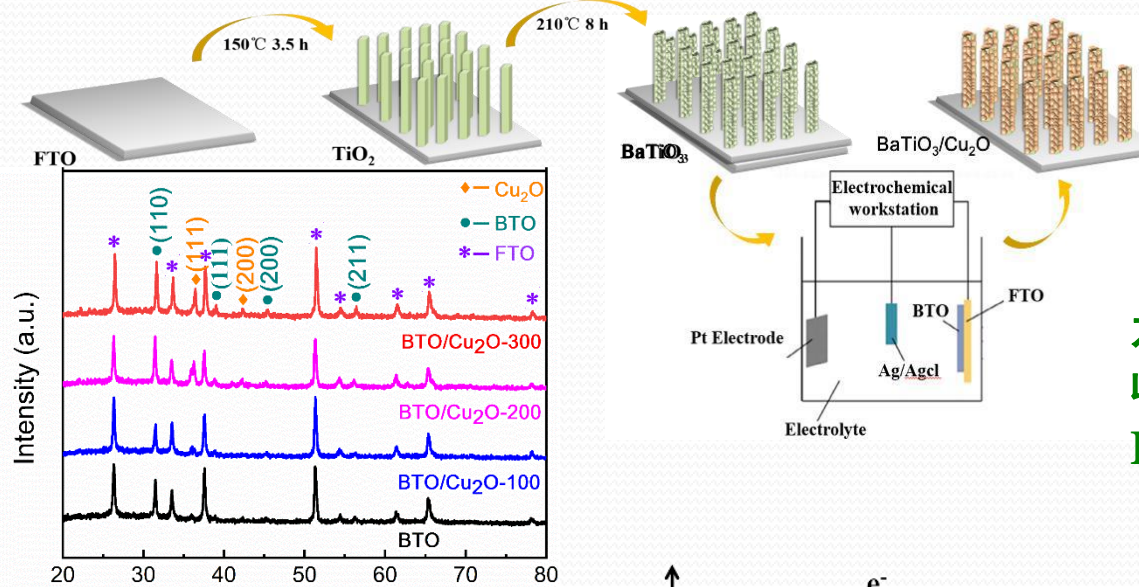 150℃ 3.5 h
210℃ 8 h
FTO
TiO₂
BaTiO₃₃
BaTiO₃/Cu₂O
Electrochemical
workstation
Pt Electrode
Ag/Agcl
BTO
FTO
Electrolyte
♦— Cu₂O
●— BTO
*— FTO
*
●(110)
*
♦(111)
*
●(111)
♦(200)
●(200)
*
*
●(211)
*
*
*
BTO/Cu₂O-300
BTO/Cu₂O-200
BTO/Cu₂O-100
BTO
Intensity (a.u.)
20 30 40 50 60 70 80
e⁻